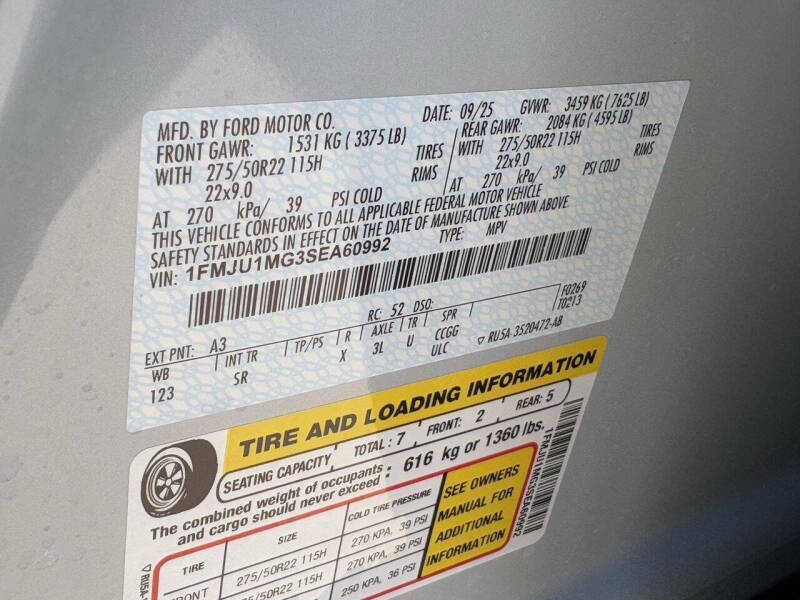 MFD. BY FORD MOTOR CO. DATE: 09/25 GVWR: 3459 KG (7625 LB)
FRONT GAWR: 1531 KG (3375 LB) REAR GAWR: 2084 KG (4595 LB)
WITH 275/50R22 115H TIRES WITH 275/50R22 115H TIRES
22x9.0 RIMS 22x9.0 RIMS
AT 270 kPa/ 39 PSI COLD AT 270 kPa/ 39 PSI COLD
THIS VEHICLE CONFORMS TO ALL APPLICABLE FEDERAL MOTOR VEHICLE
SAFETY STANDARDS IN EFFECT ON THE DATE OF MANUFACTURE SHOWN ABOVE
VIN: 1FMJU1MG3SEA60992 TYPE: MPV
F0269
RC: 52 DSO: T0213
EXT PNT: A3
WB INT TR TP/PS R AXLE TR SPR
123 SR X 3L U CCGG
ULC
▽ RU5A-3520472-AB
TIRE AND LOADING INFORMATION
SEATING CAPACITY TOTAL: 7 FRONT: 2 REAR: 5
The combined weight of occupants and cargo should never exceed : 616 kg or 1360 lbs.
TIRE SIZE COLD TIRE PRESSURE
FRONT 275/50R22 115H 270 KPA, 39 PSI
275/50R22 115H 270 KPA, 39 PSI
250 KPA, 36 PSI
SEE OWNERS
MANUAL FOR
ADDITIONAL
INFORMATION
1FMJU1MG3SEA60992
▽ RU5A-